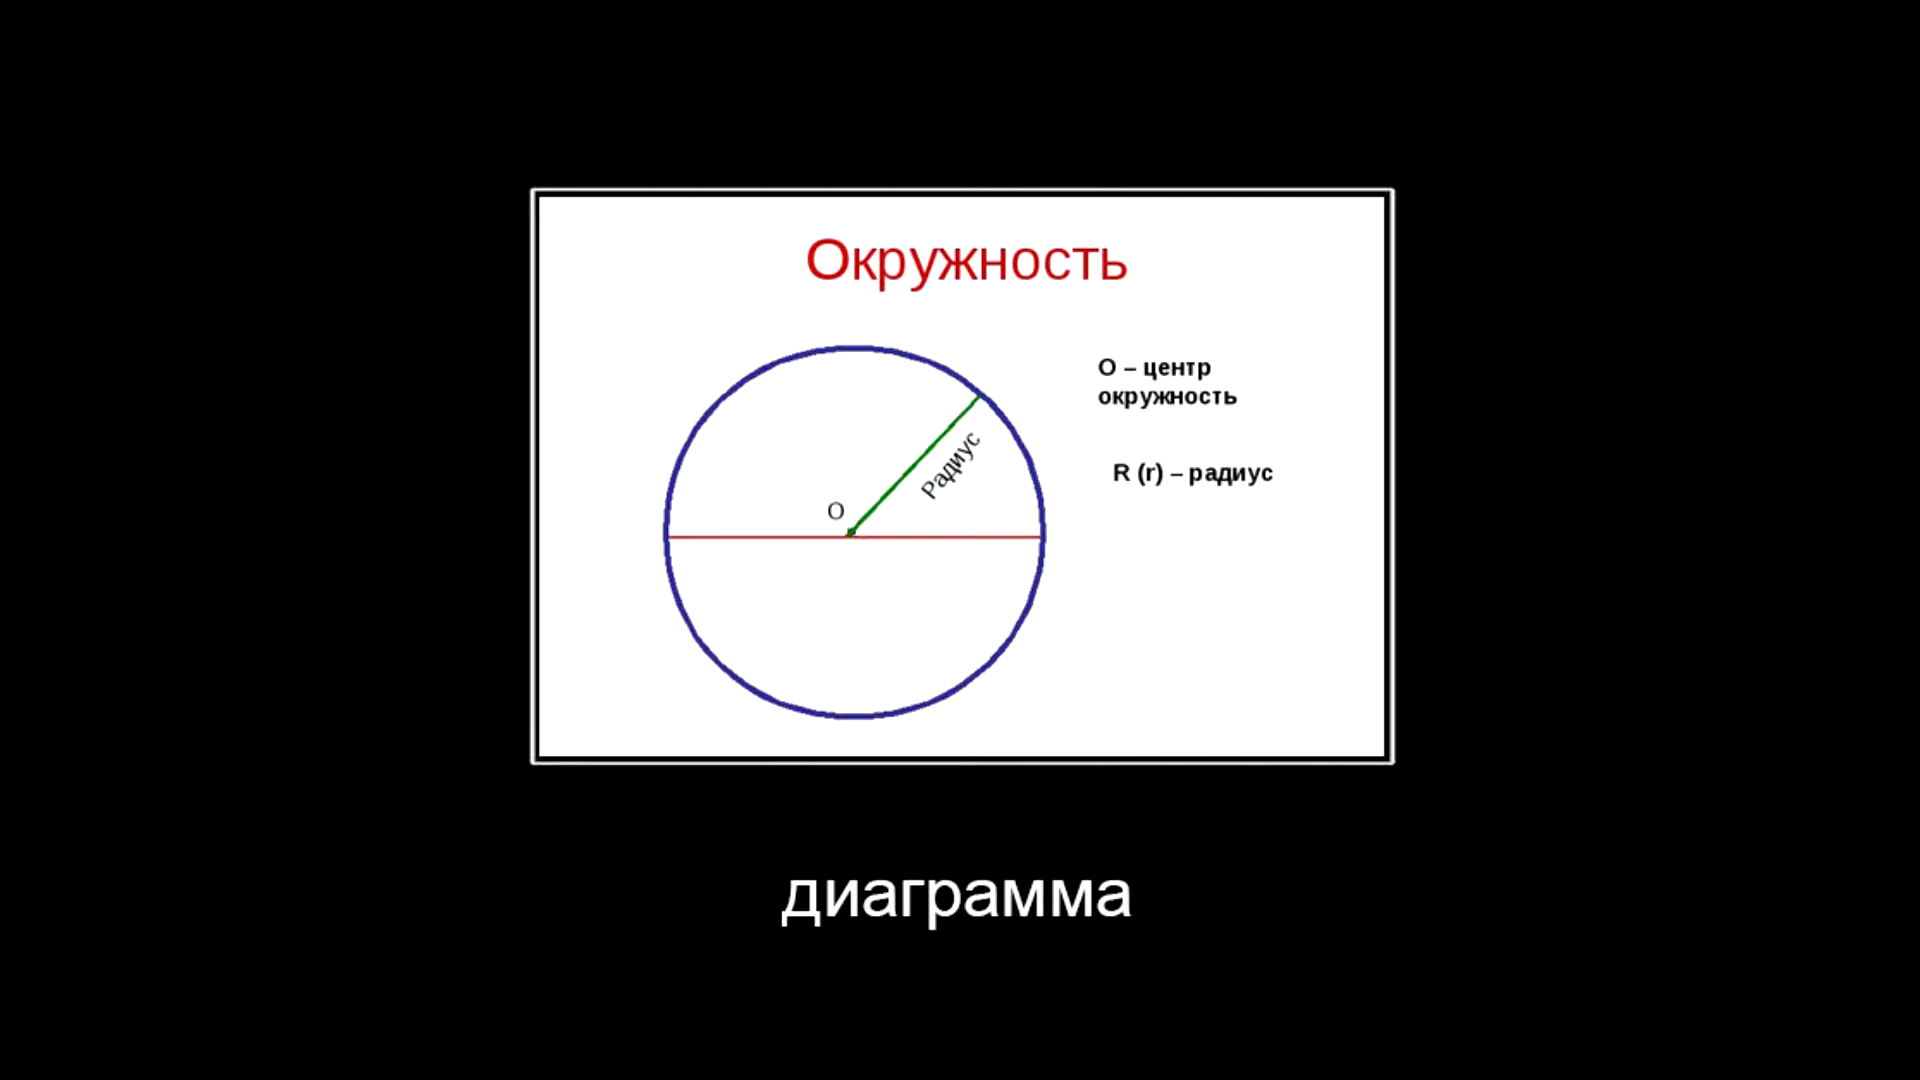 Окружность
О – центр
окружность
R (r) – радиус
Радиус
О
диаграмма